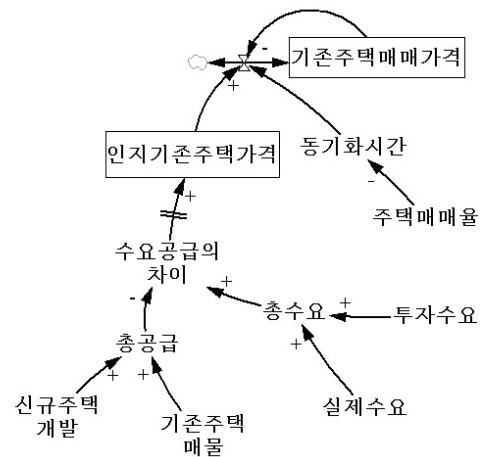 기존주택매매가격
-
+
인지기존주택가격
동기화시간
-
주택매매율
+
수요공급의
차이
+
-
총수요
+
투자수요
총공급
+
+
+
신규주택
개발
기존주택
매물
실제수요